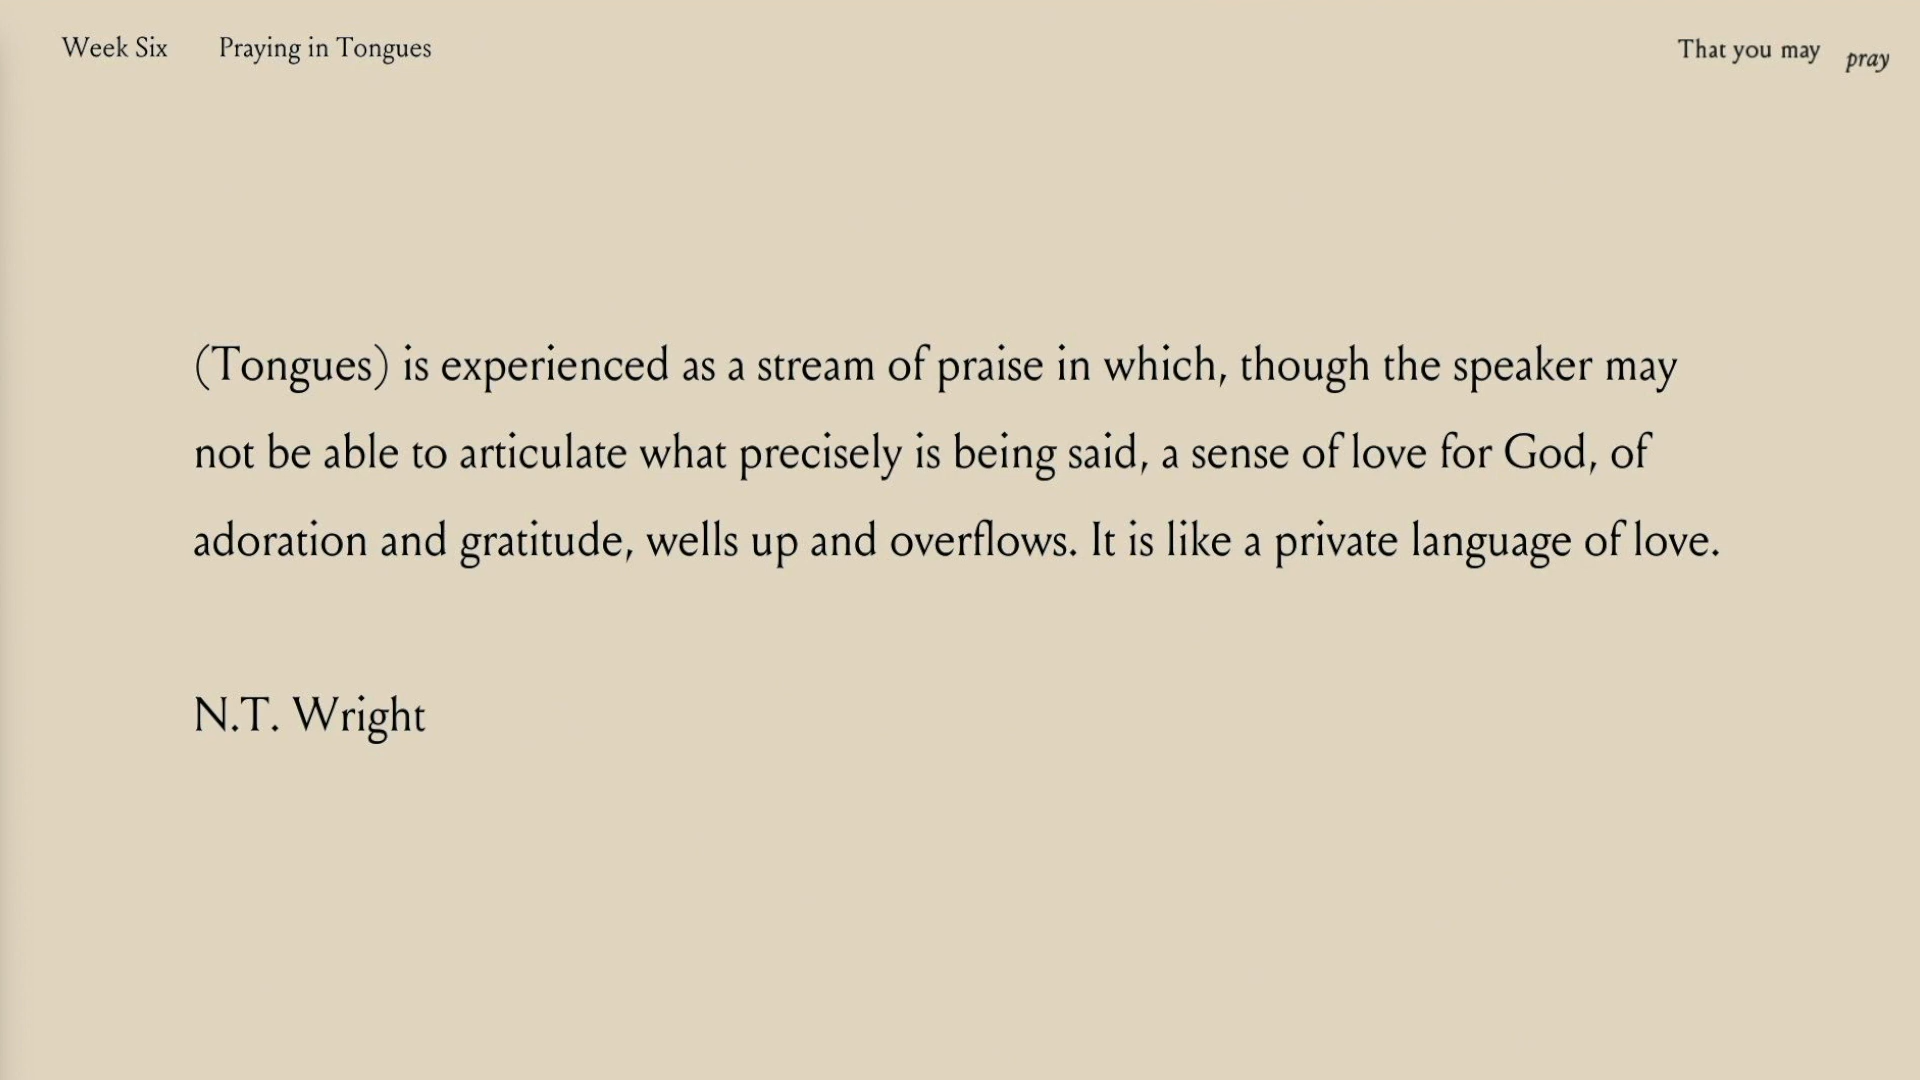 Week Six Praying in Tongues That you may pray
(Tongues) is experienced as a stream of praise in which, though the speaker may
not be able to articulate what precisely is being said, a sense of love for God, of
adoration and gratitude, wells up and overflows. It is like a private language of love.
N.T. Wright